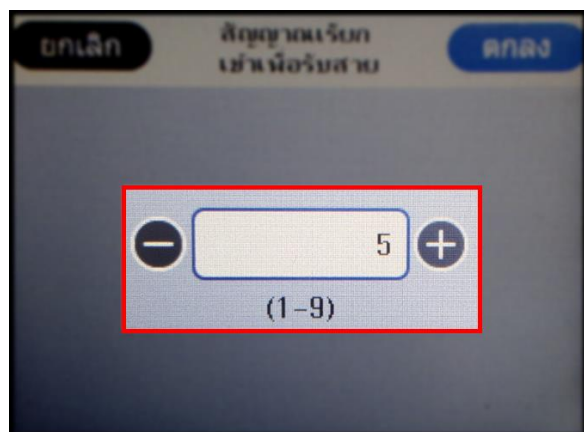 ยกเลิก
สัญญาณเรียก
เข้าเพื่อรับสาย
ตกลง
5
(1-9)